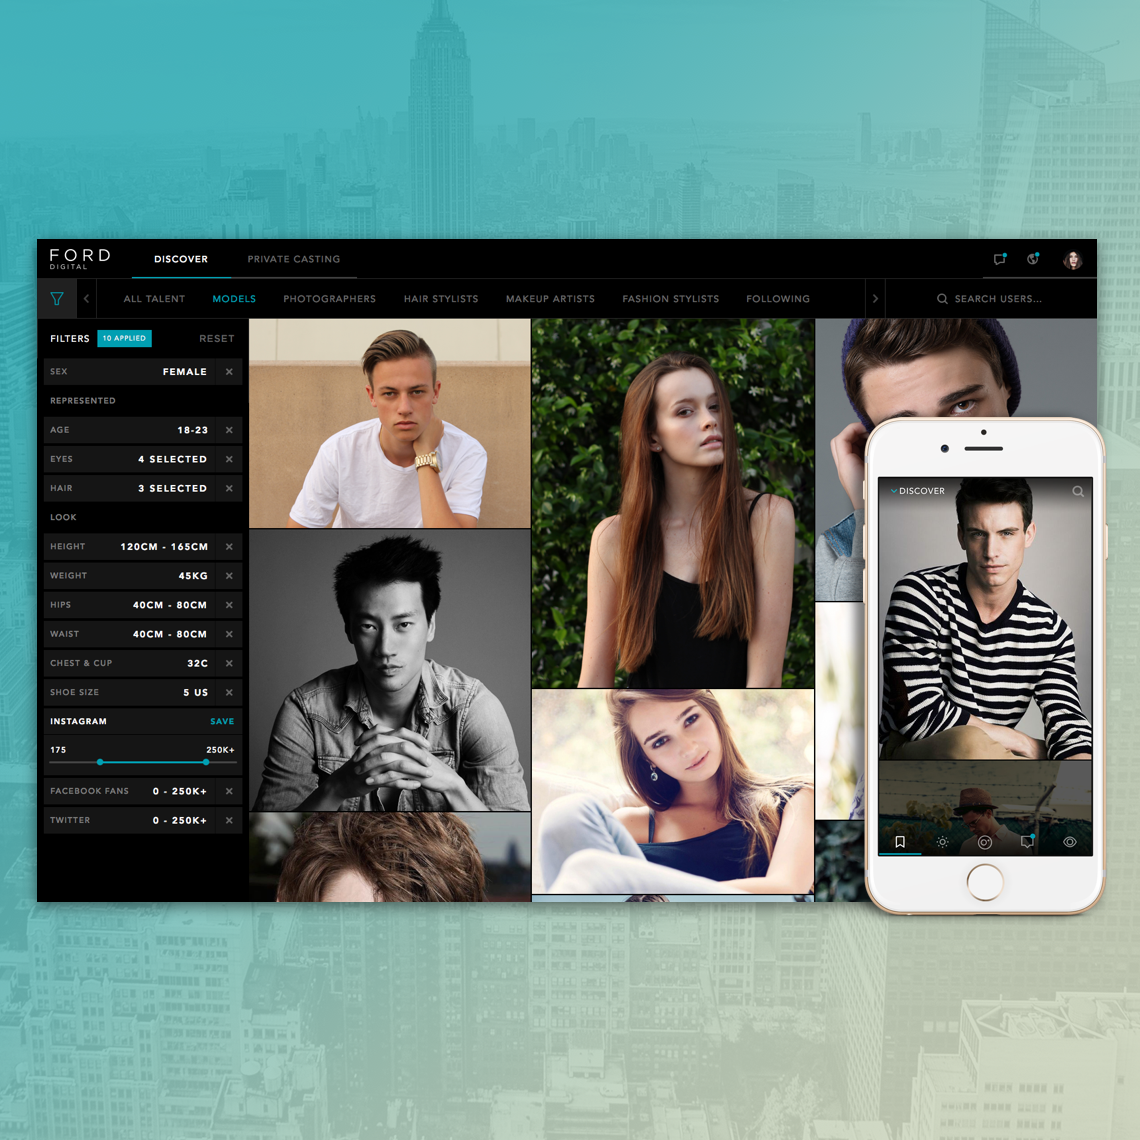 FORD
DIGITAL
DISCOVER
PRIVATE CASTING
ALL TALENT
MODELS
PHOTOGRAPHERS
HAIR STYLISTS
MAKEUP ARTISTS
FASHION STYLISTS
FOLLOWING
SEARCH USERS...
FILTERS 10 APPLIED RESET
SEX FEMALE
REPRESENTED
AGE 18-23
EYES 4 SELECTED
HAIR 3 SELECTED
LOOK
HEIGHT 120CM - 165CM
WEIGHT 45KG
HIPS 40CM - 80CM
WAIST 40CM - 80CM
CHEST & CUP 32C
SHOE SIZE 5 US
INSTAGRAM SAVE
175 250K+
FACEBOOK FANS 0 - 250K+
TWITTER 0 - 250K+
DISCOVER